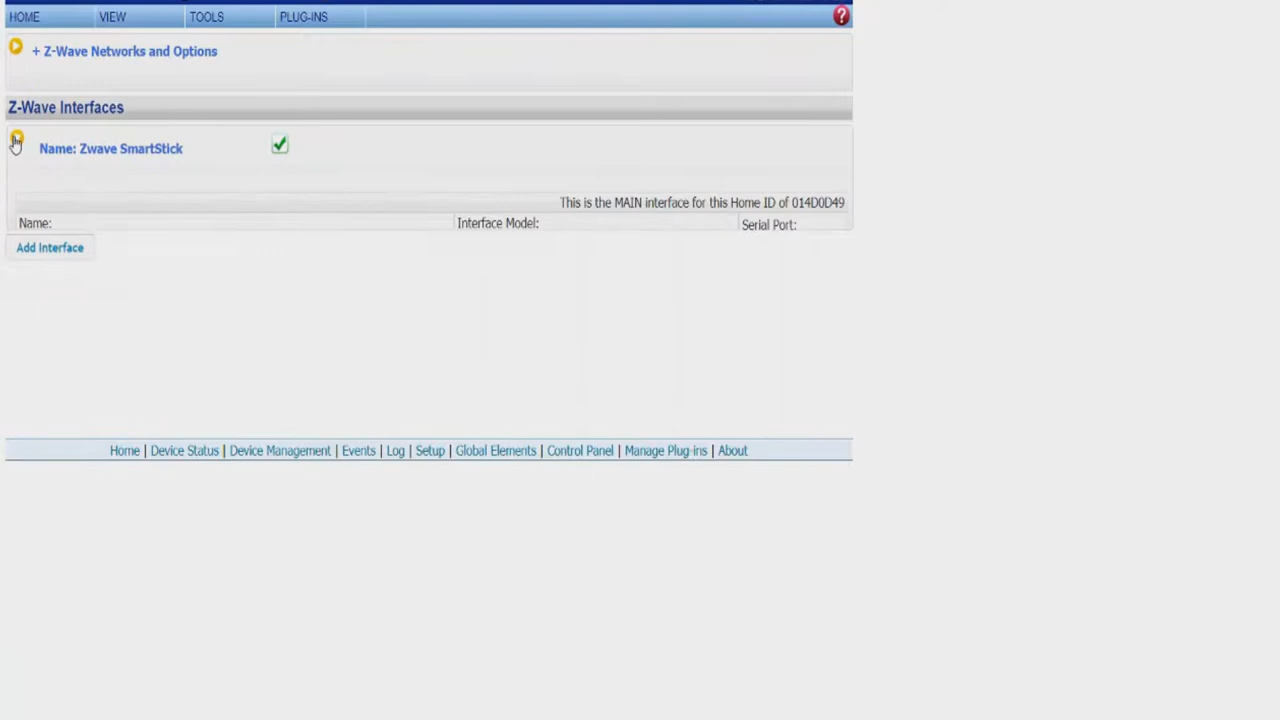 HOME VIEW TOOLS PLUG-INS ?
+ Z-Wave Networks and Options
Z-Wave Interfaces
Name: Zwave SmartStick
This is the MAIN interface for this Home ID of 014D0D49
Name: Interface Model: Serial Port:
Add Interface
Home | Device Status | Device Management | Events | Log | Setup | Global Elements | Control Panel | Manage Plug-ins | About